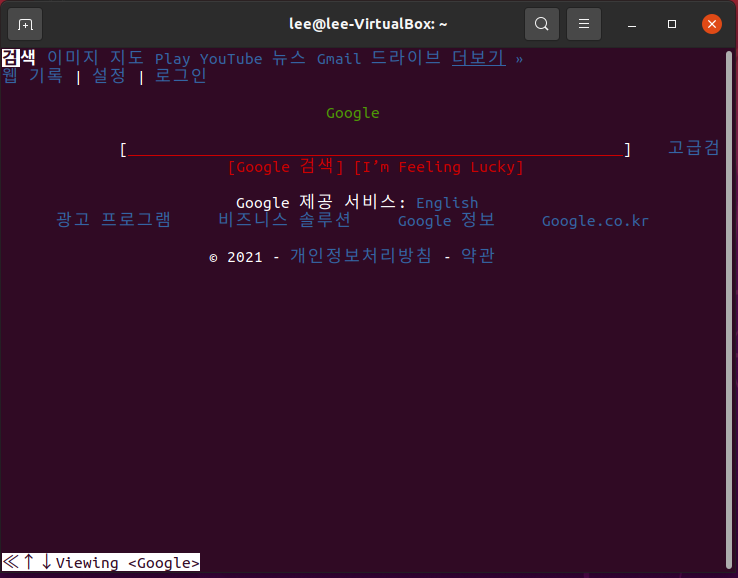 lee@lee-VirtualBox: ~
검색 이미지 지도 Play YouTube 뉴스 Gmail 드라이브 더보기 »
웹 기록 | 설정 | 로그인
Google
[_______________________________________________________] 고급검
[Google 검색] [I’m Feeling Lucky]
Google 제공 서비스: English
광고 프로그램 비즈니스 솔루션 Google 정보 Google.co.kr
© 2021 - 개인정보처리방침 - 약관
≪↑↓Viewing <Google>